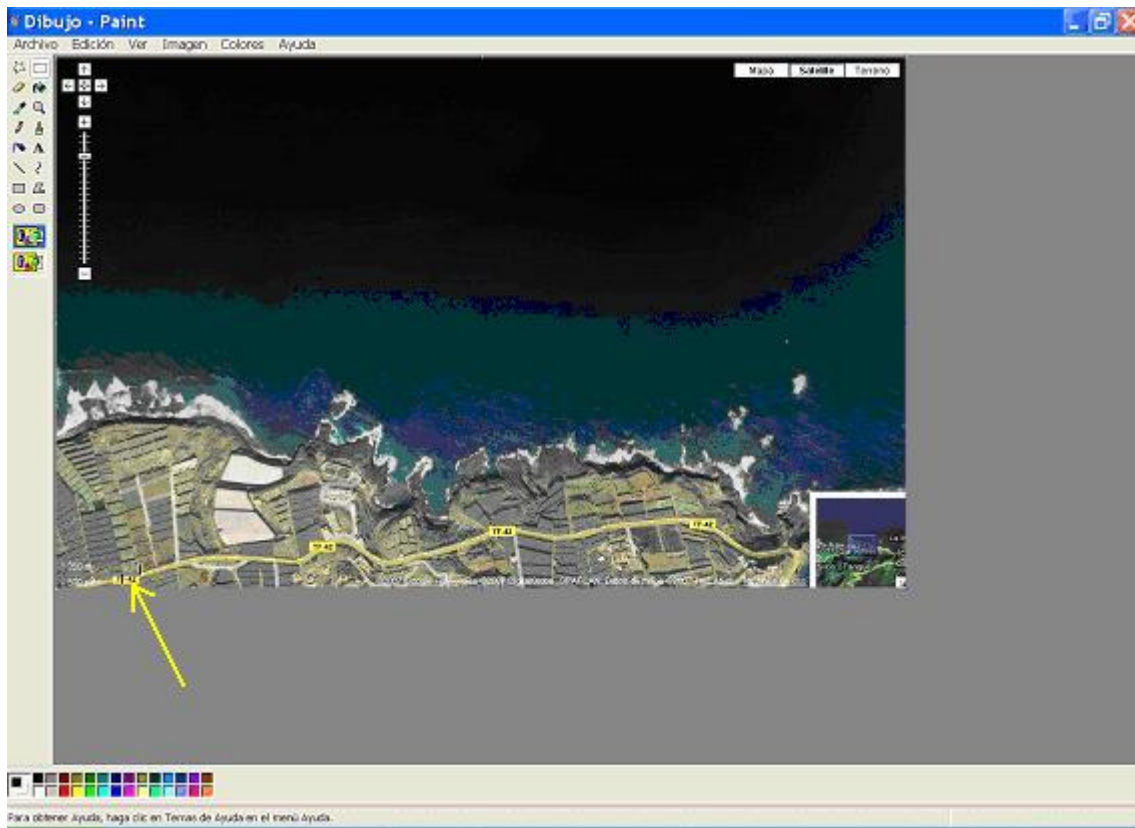 Dibujo - Paint
Archivo Edición Ver Imagen Colores Ayuda
Mapa Satélite Terreno
TF-42
TF-42
TF-42
Para obtener Ayuda, haga clic en Temas de Ayuda en el menú Ayuda.